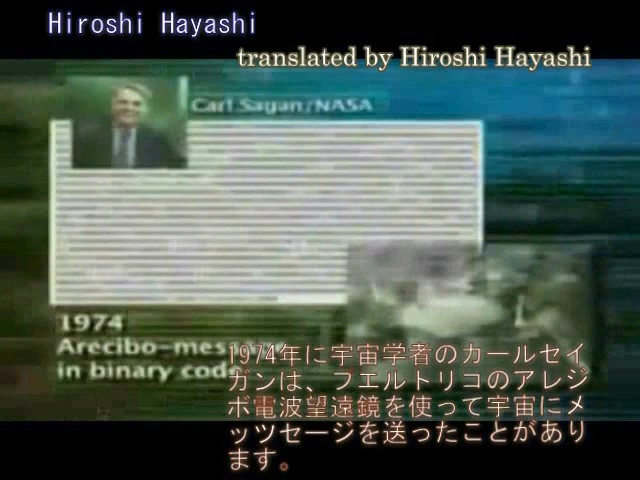 Hiroshi Hayashi
translated by Hiroshi Hayashi
Carl Sagan/NASA
1974
Arecibo-mes
in binary code
1974年に宇宙学者のカールセイ
ガンは、フエルトリコのアレジ
ボ電波望遠鏡を使って宇宙にメ
ッツセージを送ったことがあり
ます。